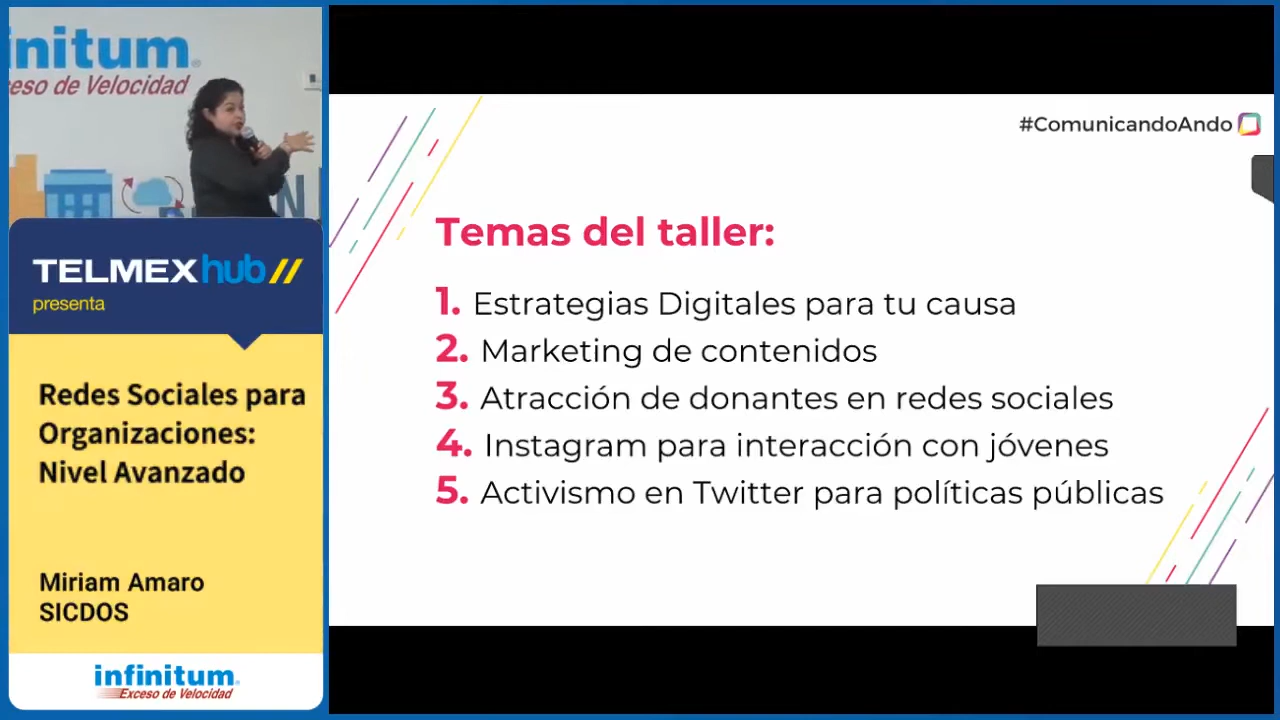 infinitum
Exceso de Velocidad
TELMEXhub//
presenta
Redes Sociales para
Organizaciones:
Nivel Avanzado
Miriam Amaro
SICDOS
infinitum
Exceso de Velocidad
#ComunicandoAndo
Temas del taller:
1. Estrategias Digitales para tu causa
2. Marketing de contenidos
3. Atracción de donantes en redes sociales
4. Instagram para interacción con jóvenes
5. Activismo en Twitter para políticas públicas